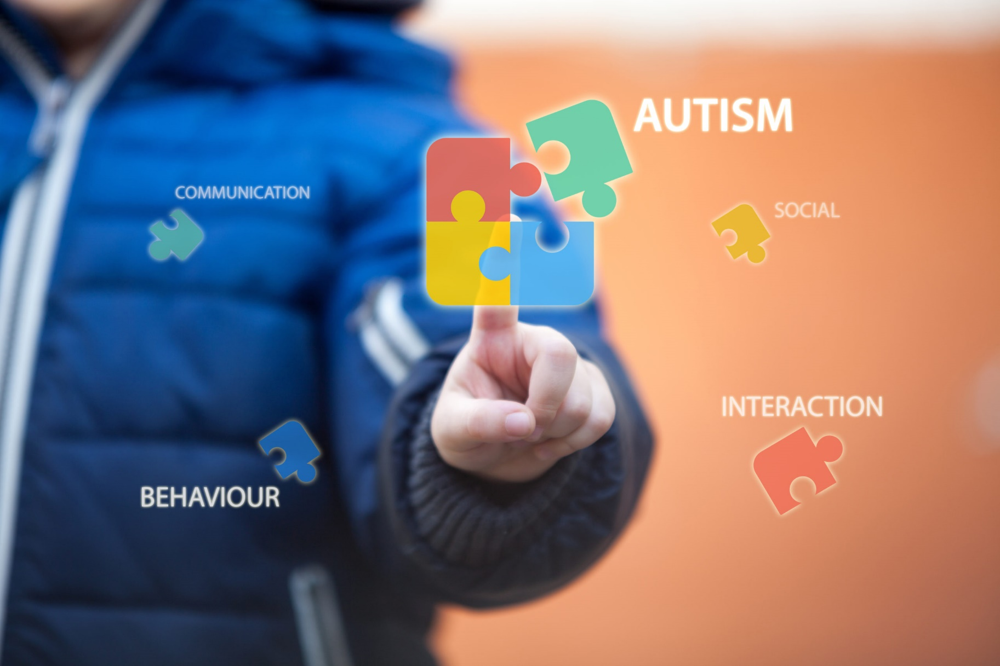 AUTISM
COMMUNICATION
SOCIAL
INTERACTION
BEHAVIOUR